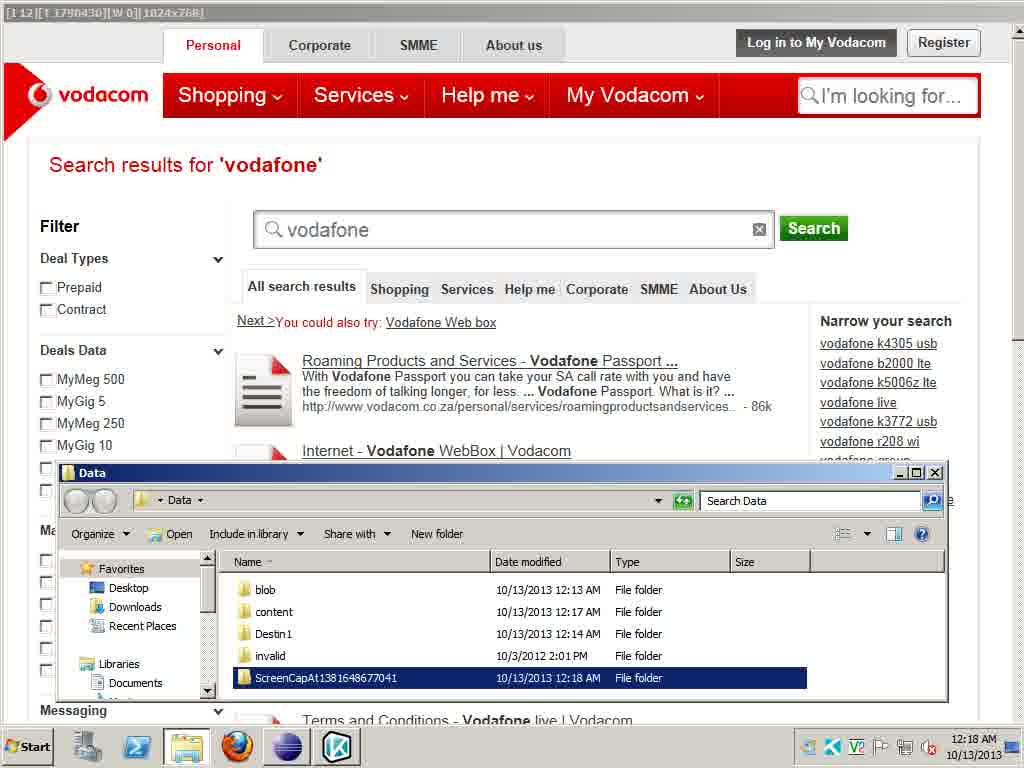 [I 12][T 1790430][W 0][1024x768]
Personal
Corporate
SMME
About us
Log in to My Vodacom
Register
vodacom
Shopping
Services
Help me
My Vodacom
I'm looking for...
Search results for 'vodafone'
Filter
Deal Types
Prepaid
Contract
Deals Data
MyMeg 500
MyGig 5
MyMeg 250
MyGig 10
Ma
Messaging
vodafone
Search
All search results
Shopping
Services
Help me
Corporate
SMME
About Us
Next >You could also try: Vodafone Web box
Roaming Products and Services - Vodafone Passport ...
With Vodafone Passport you can take your SA call rate with you and have
the freedom of talking longer, for less. ... Vodafone Passport. What is it? ...
http://www.vodacom.co.za/personal/services/roamingproductsandservices... - 86k
Internet - Vodafone WebBox | Vodacom
Narrow your search
vodafone k4305 usb
vodafone b2000 lte
vodafone k5006z lte
vodafone live
vodafone k3772 usb
vodafone r208 wi
vodafone group
Data
Data
Search Data
Organize
Open
Include in library
Share with
New folder
Favorites
Desktop
Downloads
Recent Places
Libraries
Documents
Name
Date modified
Type
Size
blob 10/13/2013 12:13 AM File folder
content 10/13/2013 12:17 AM File folder
Destin1 10/13/2013 12:14 AM File folder
invalid 10/3/2012 2:01 PM File folder
ScreenCapAt1381648677041 10/13/2013 12:18 AM File folder
Terms and Conditions - Vodafone live | Vodacom
Start
12:18 AM
10/13/2013